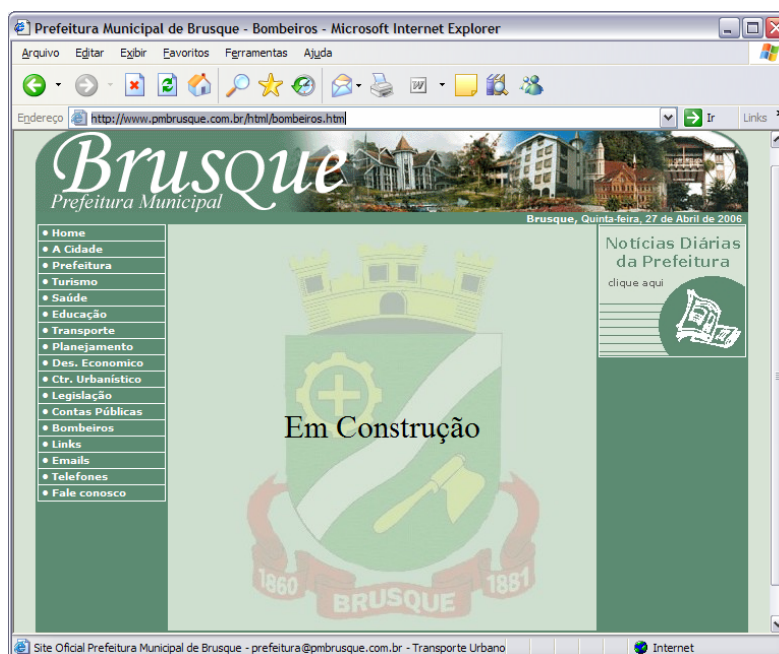 Prefeitura Municipal de Brusque - Bombeiros - Microsoft Internet Explorer
Arquivo Editar Exibir Favoritos Ferramentas Ajuda
Endereço http://www.pmbrusque.com.br/html/bombeiros.htm Ir Links
Brusque
Prefeitura Municipal
Brusque, Quinta-feira, 27 de Abril de 2006
• Home
• A Cidade
• Prefeitura
• Turismo
• Saúde
• Educação
• Transporte
• Planejamento
• Des. Economico
• Ctr. Urbanístico
• Legislação
• Contas Públicas
• Bombeiros
• Links
• Emails
• Telefones
• Fale conosco
Em Construção
1860 BRUSQUE 1881
Notícias Diárias
da Prefeitura
clique aqui
Site Oficial Prefeitura Municipal de Brusque - prefeitura@pmbrusque.com.br - Transporte Urbano Internet